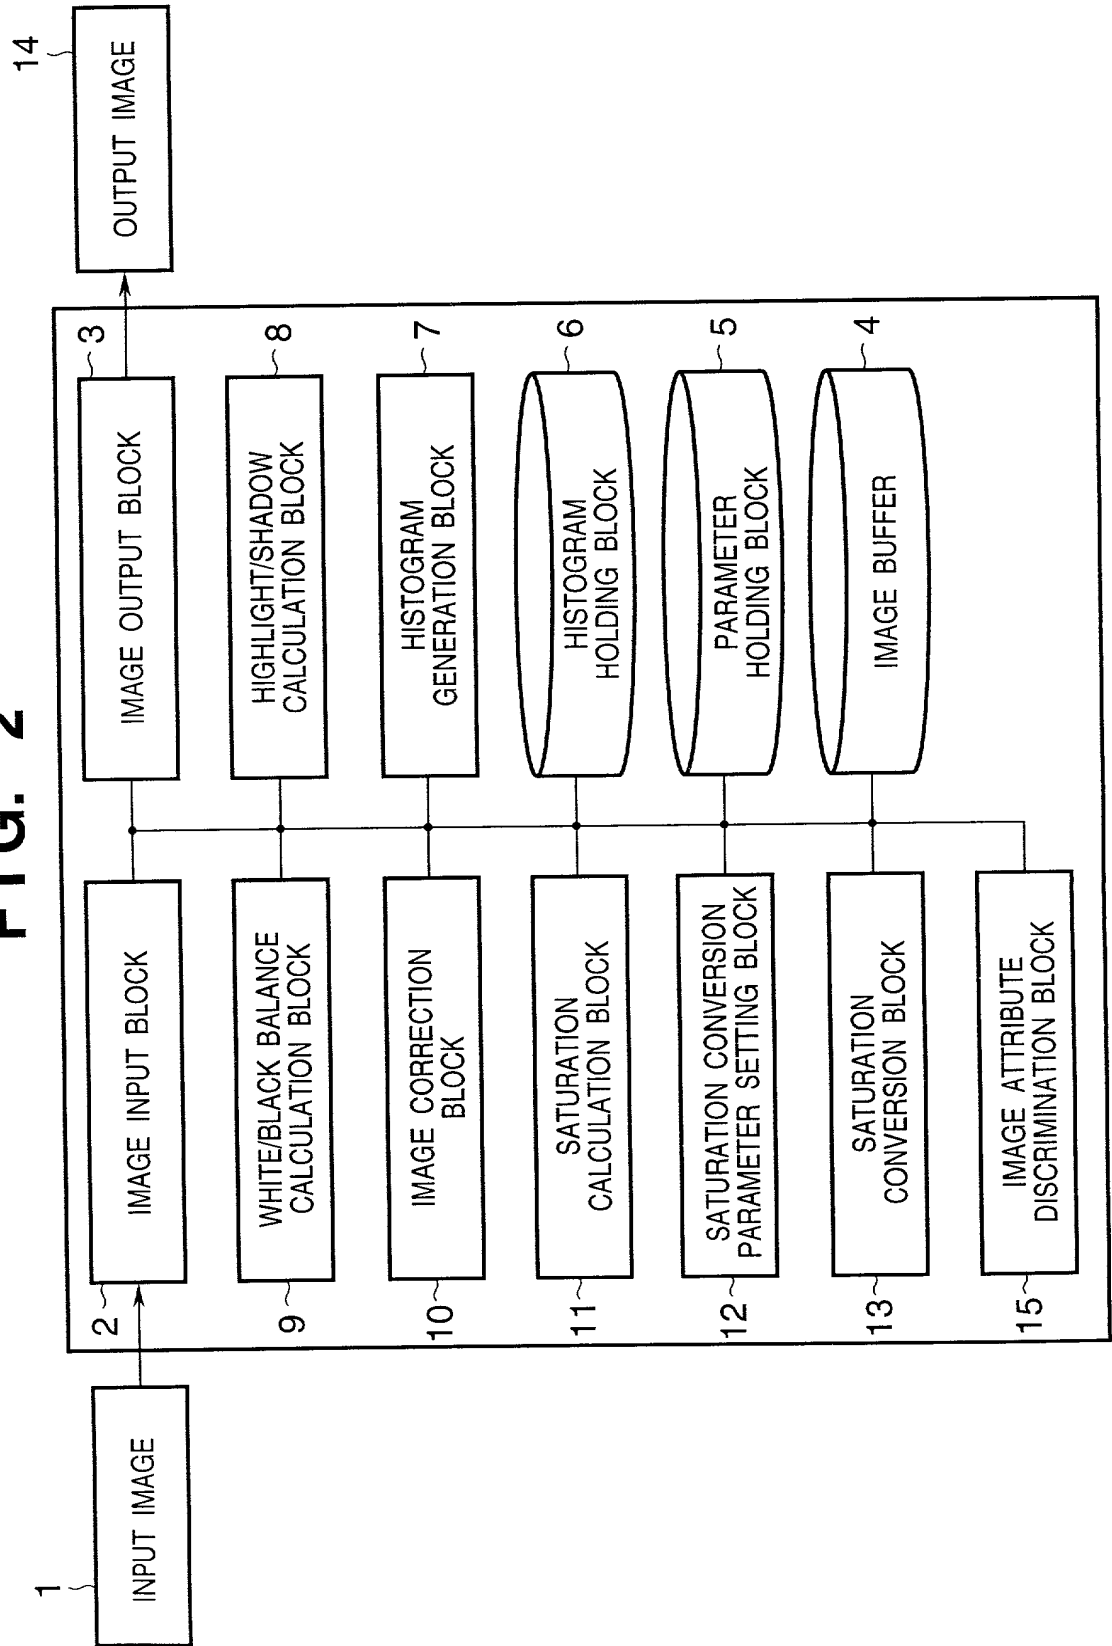 FIG. 2
1
INPUT IMAGE
14
OUTPUT IMAGE
2
IMAGE INPUT BLOCK
3
IMAGE OUTPUT BLOCK
9
WHITE/BLACK BALANCE
CALCULATION BLOCK
8
HIGHLIGHT/SHADOW
CALCULATION BLOCK
10
IMAGE CORRECTION
BLOCK
7
HISTOGRAM
GENERATION BLOCK
11
SATURATION
CALCULATION BLOCK
6
HISTOGRAM
HOLDING BLOCK
12
SATURATION CONVERSION
PARAMETER SETTING BLOCK
5
PARAMETER
HOLDING BLOCK
13
SATURATION
CONVERSION BLOCK
4
IMAGE BUFFER
15
IMAGE ATTRIBUTE
DISCRIMINATION BLOCK